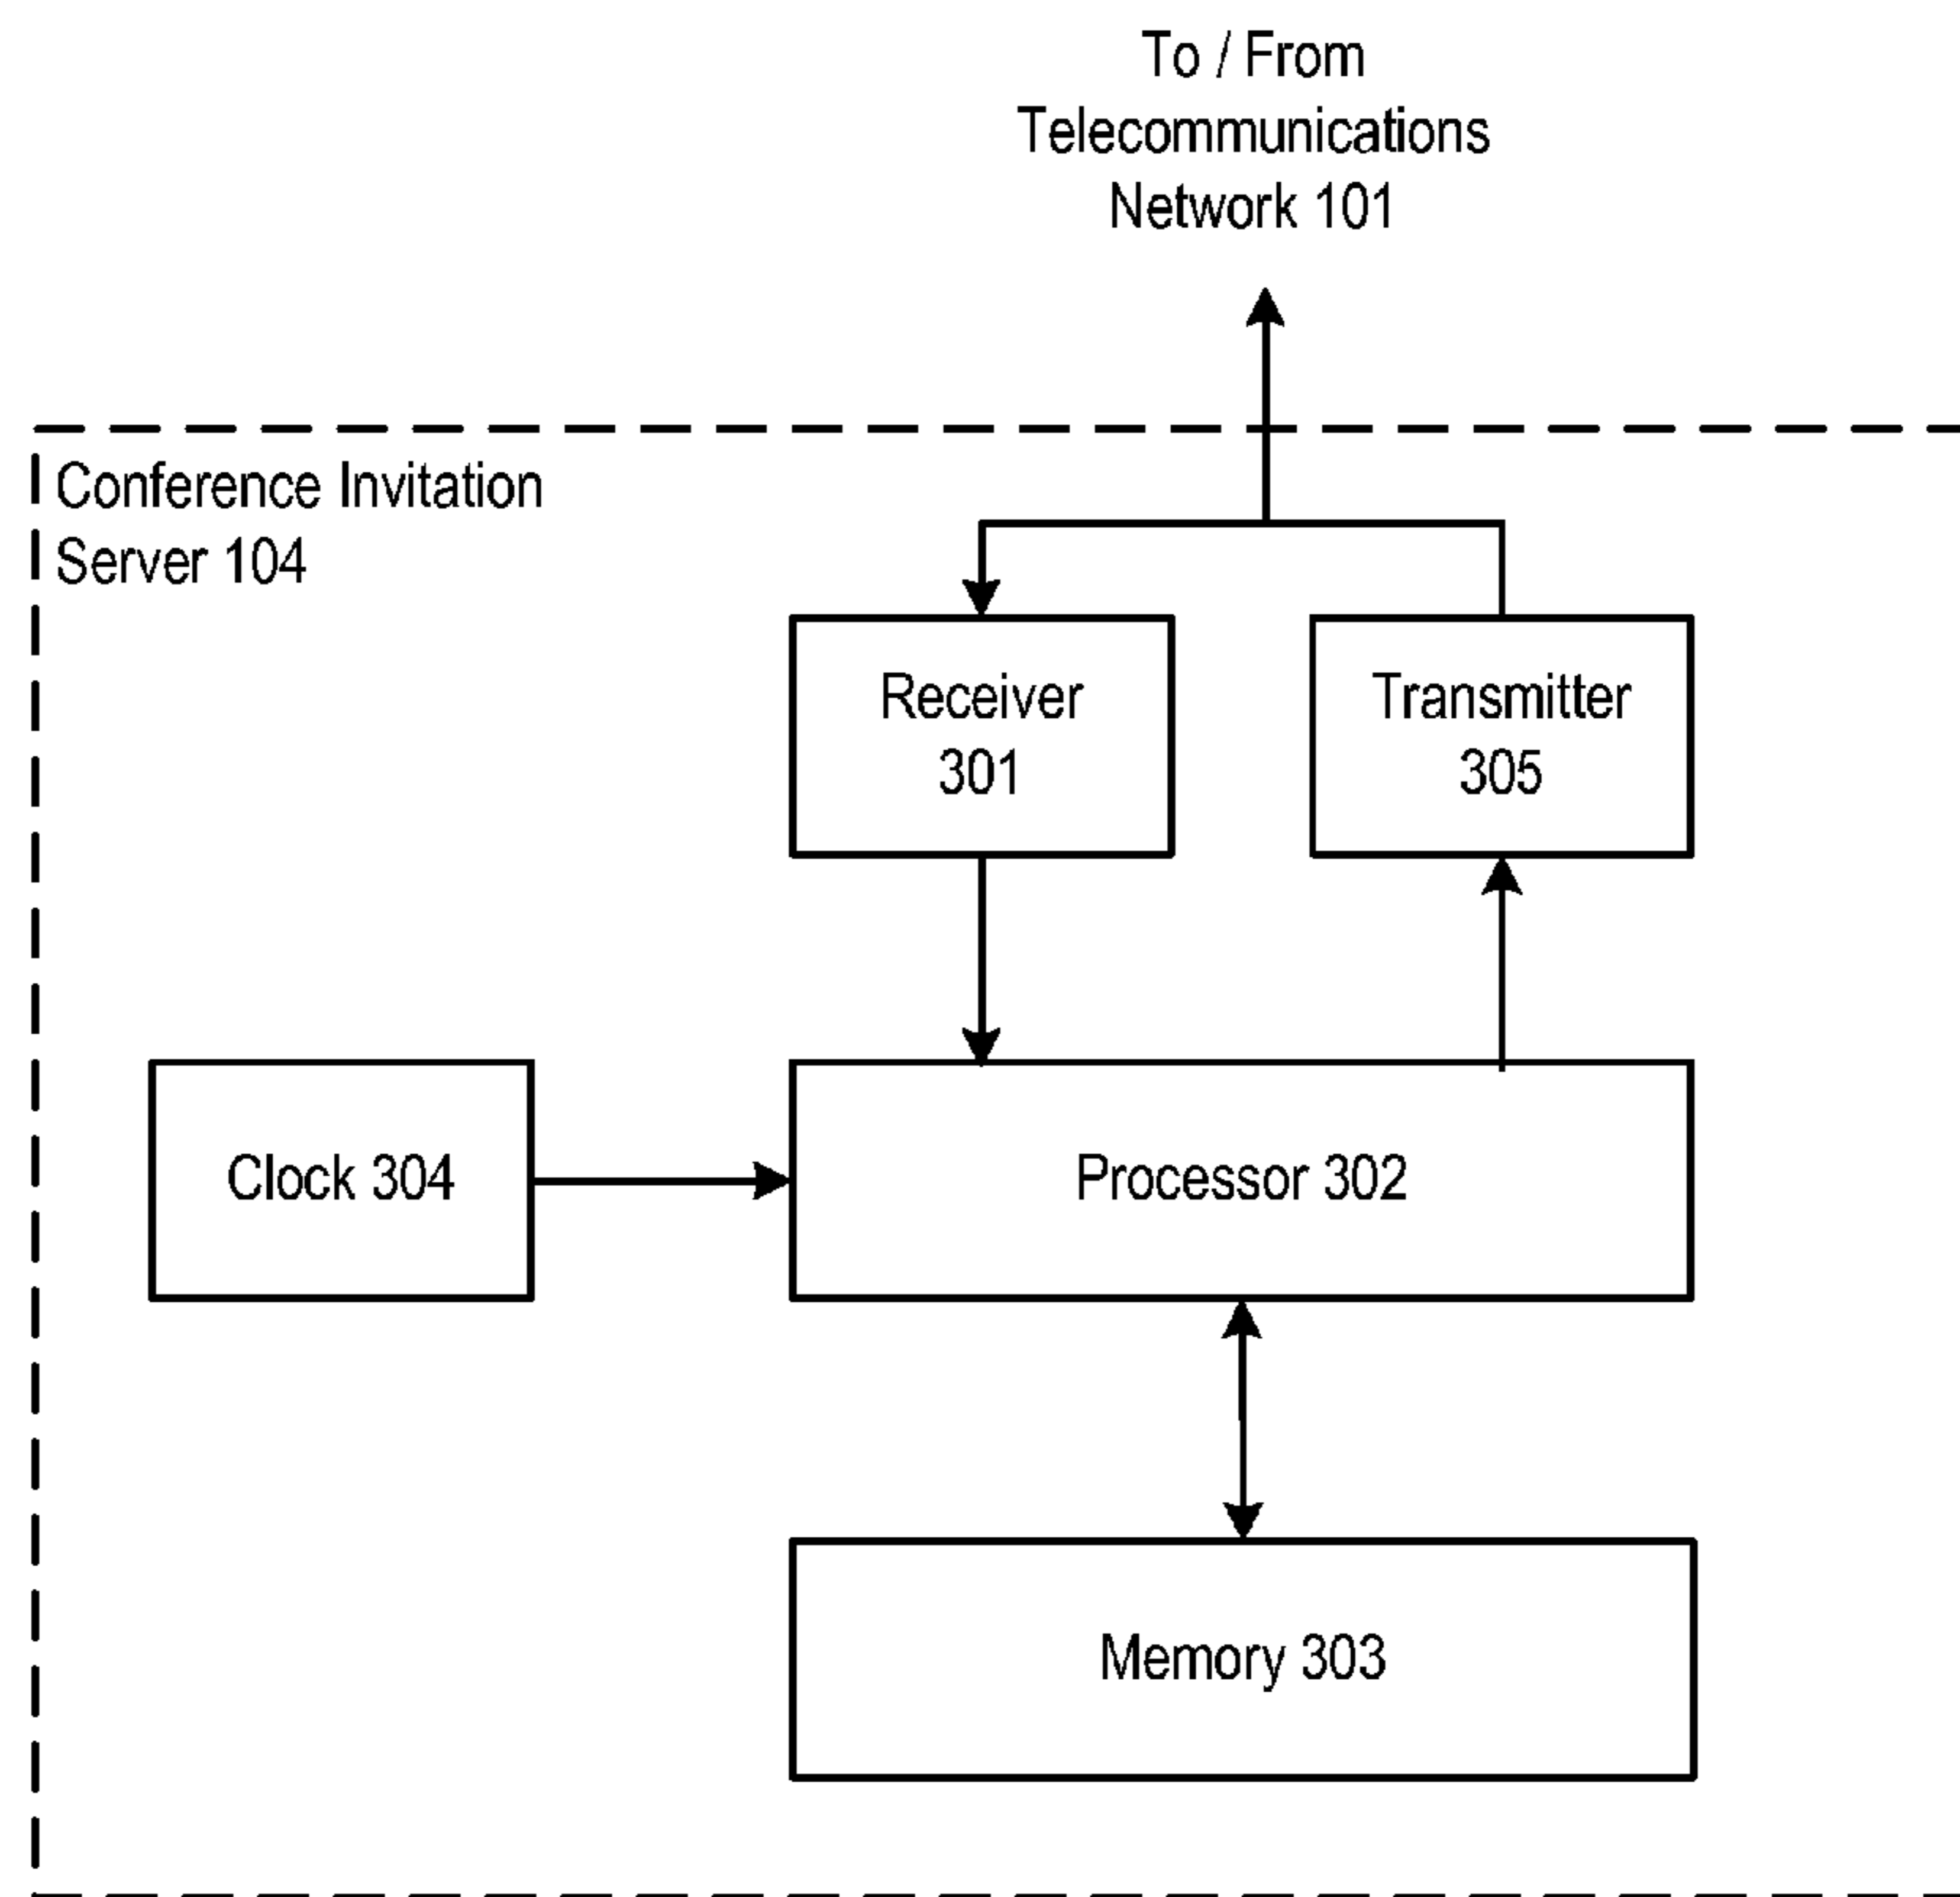 To / From
Telecommunications
Network 101
Conference Invitation
Server 104
Receiver
301
Transmitter
305
Clock 304
Processor 302
Memory 303